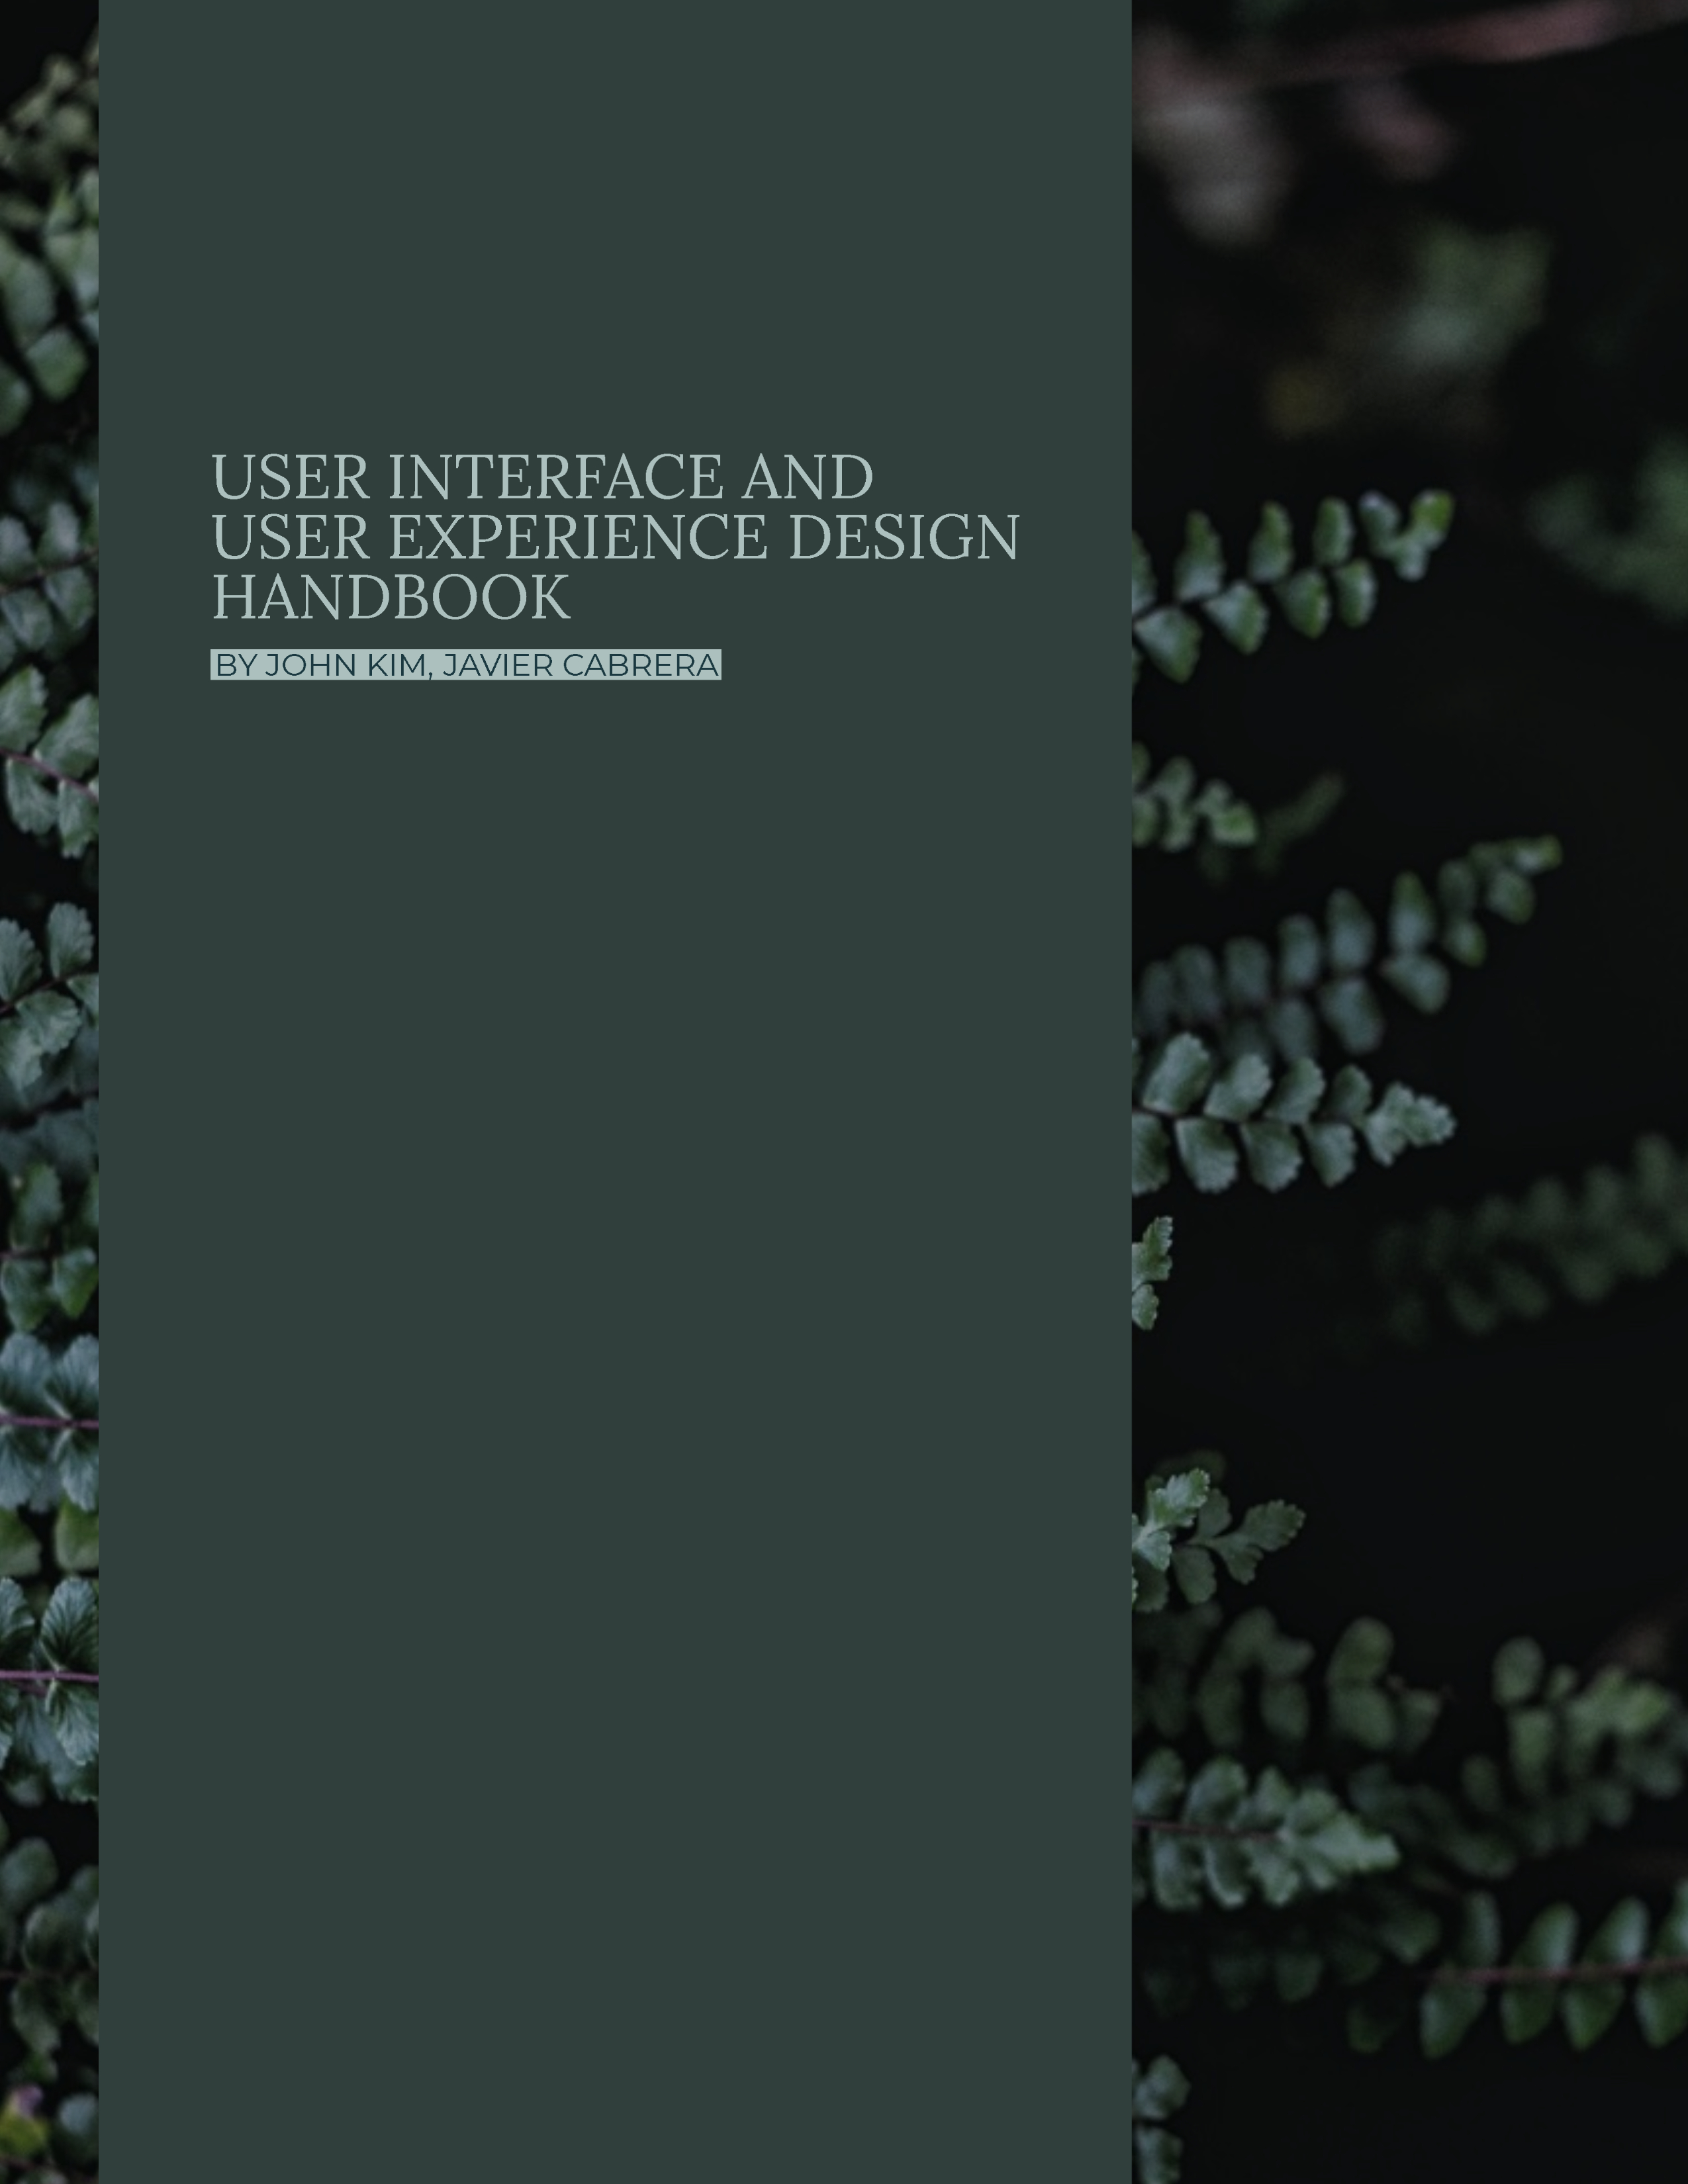 USER INTERFACE AND
USER EXPERIENCE DESIGN
HANDBOOK
BY JOHN KIM, JAVIER CABRERA